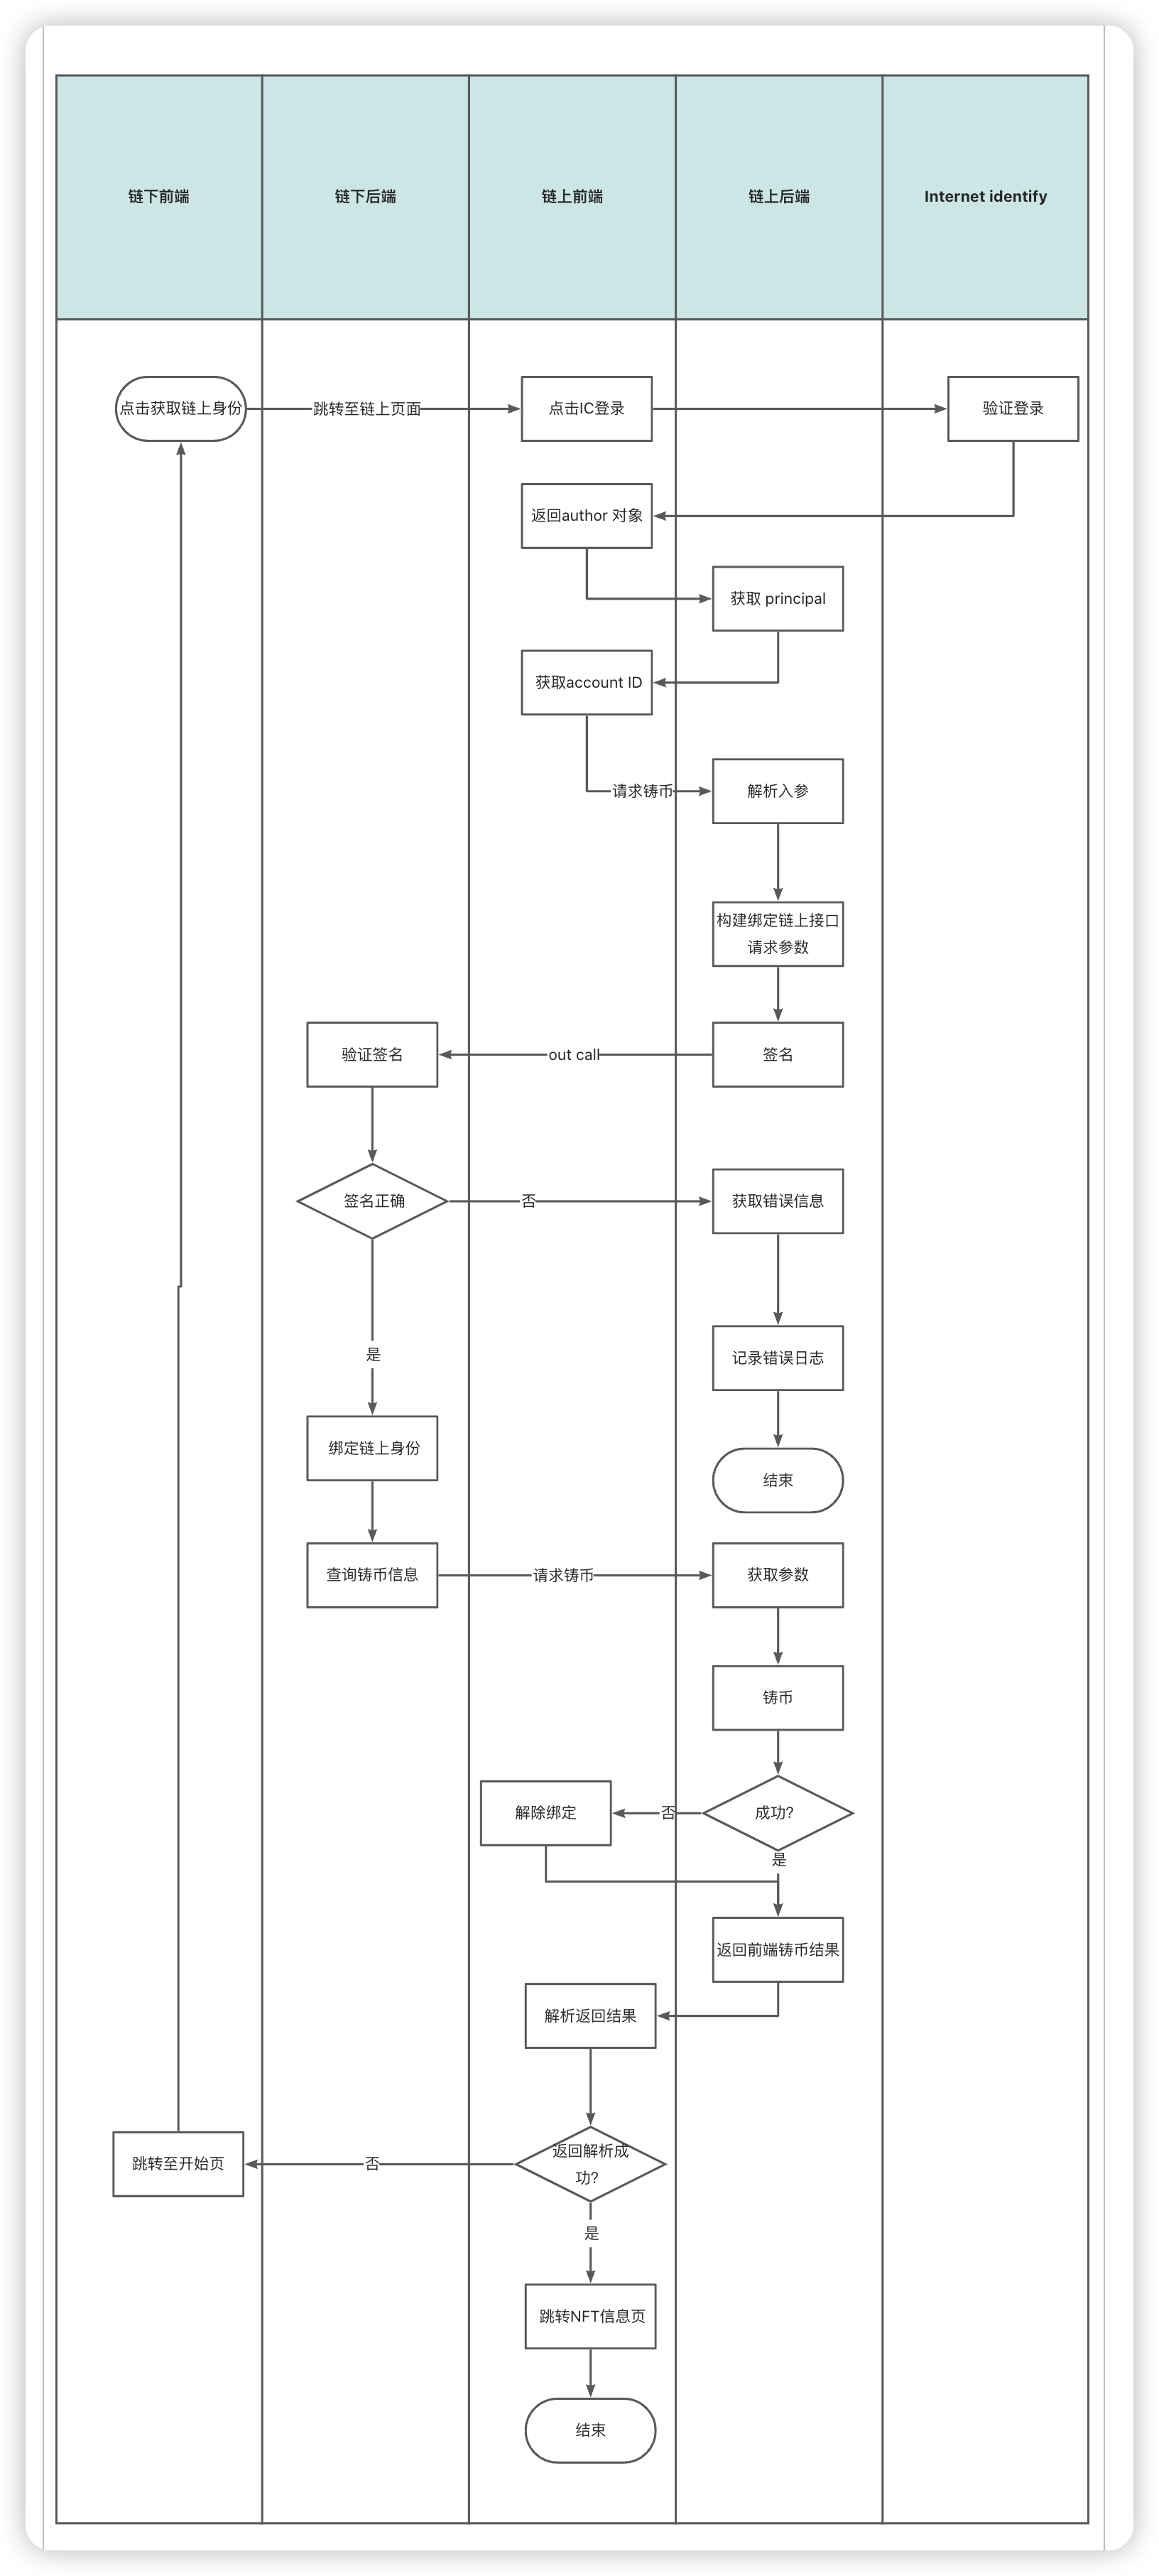 链下前端
链下后端
链上前端
链上后端
Internet identify
点击获取链上身份
跳转至链上页面
点击IC登录
验证登录
返回author 对象
获取 principal
获取account ID
请求铸币
解析入参
构建绑定链上接口
请求参数
验证签名
out call
签名
签名正确
否
获取错误信息
是
记录错误日志
绑定链上身份
结束
查询铸币信息
请求铸币
获取参数
铸币
解除绑定
否
成功?
是
返回前端铸币结果
解析返回结果
跳转至开始页
否
返回解析成
功?
是
跳转NFT信息页
结束